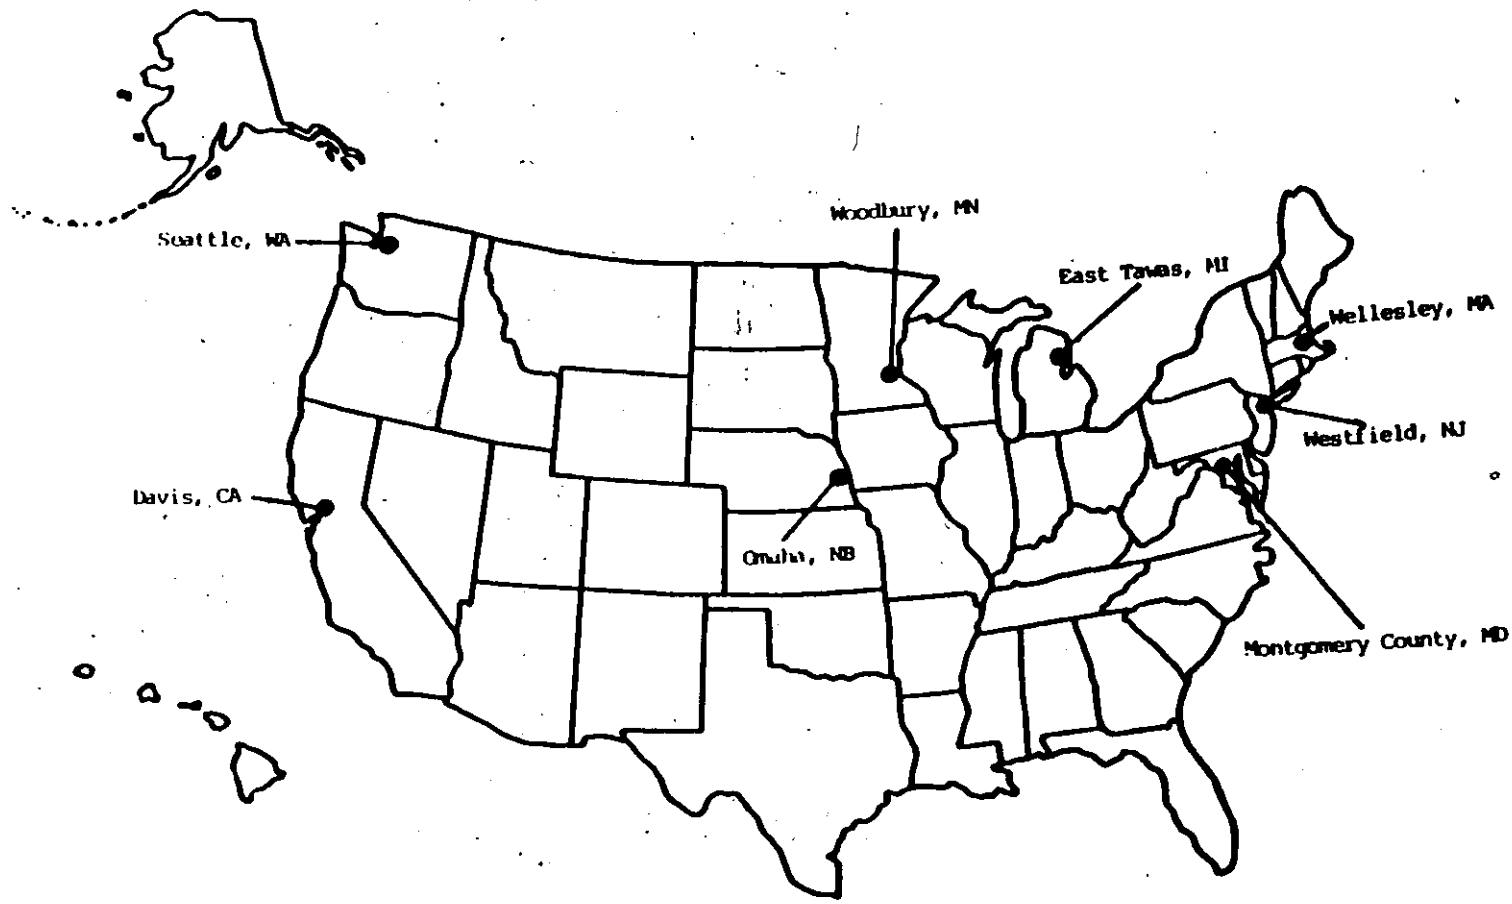 Woodbury, MN
Seattle, WA
East Tawas, MI
Wellesley, MA
Westfield, NJ
Davis, CA
Omaha, NB
Montgomery County, MD